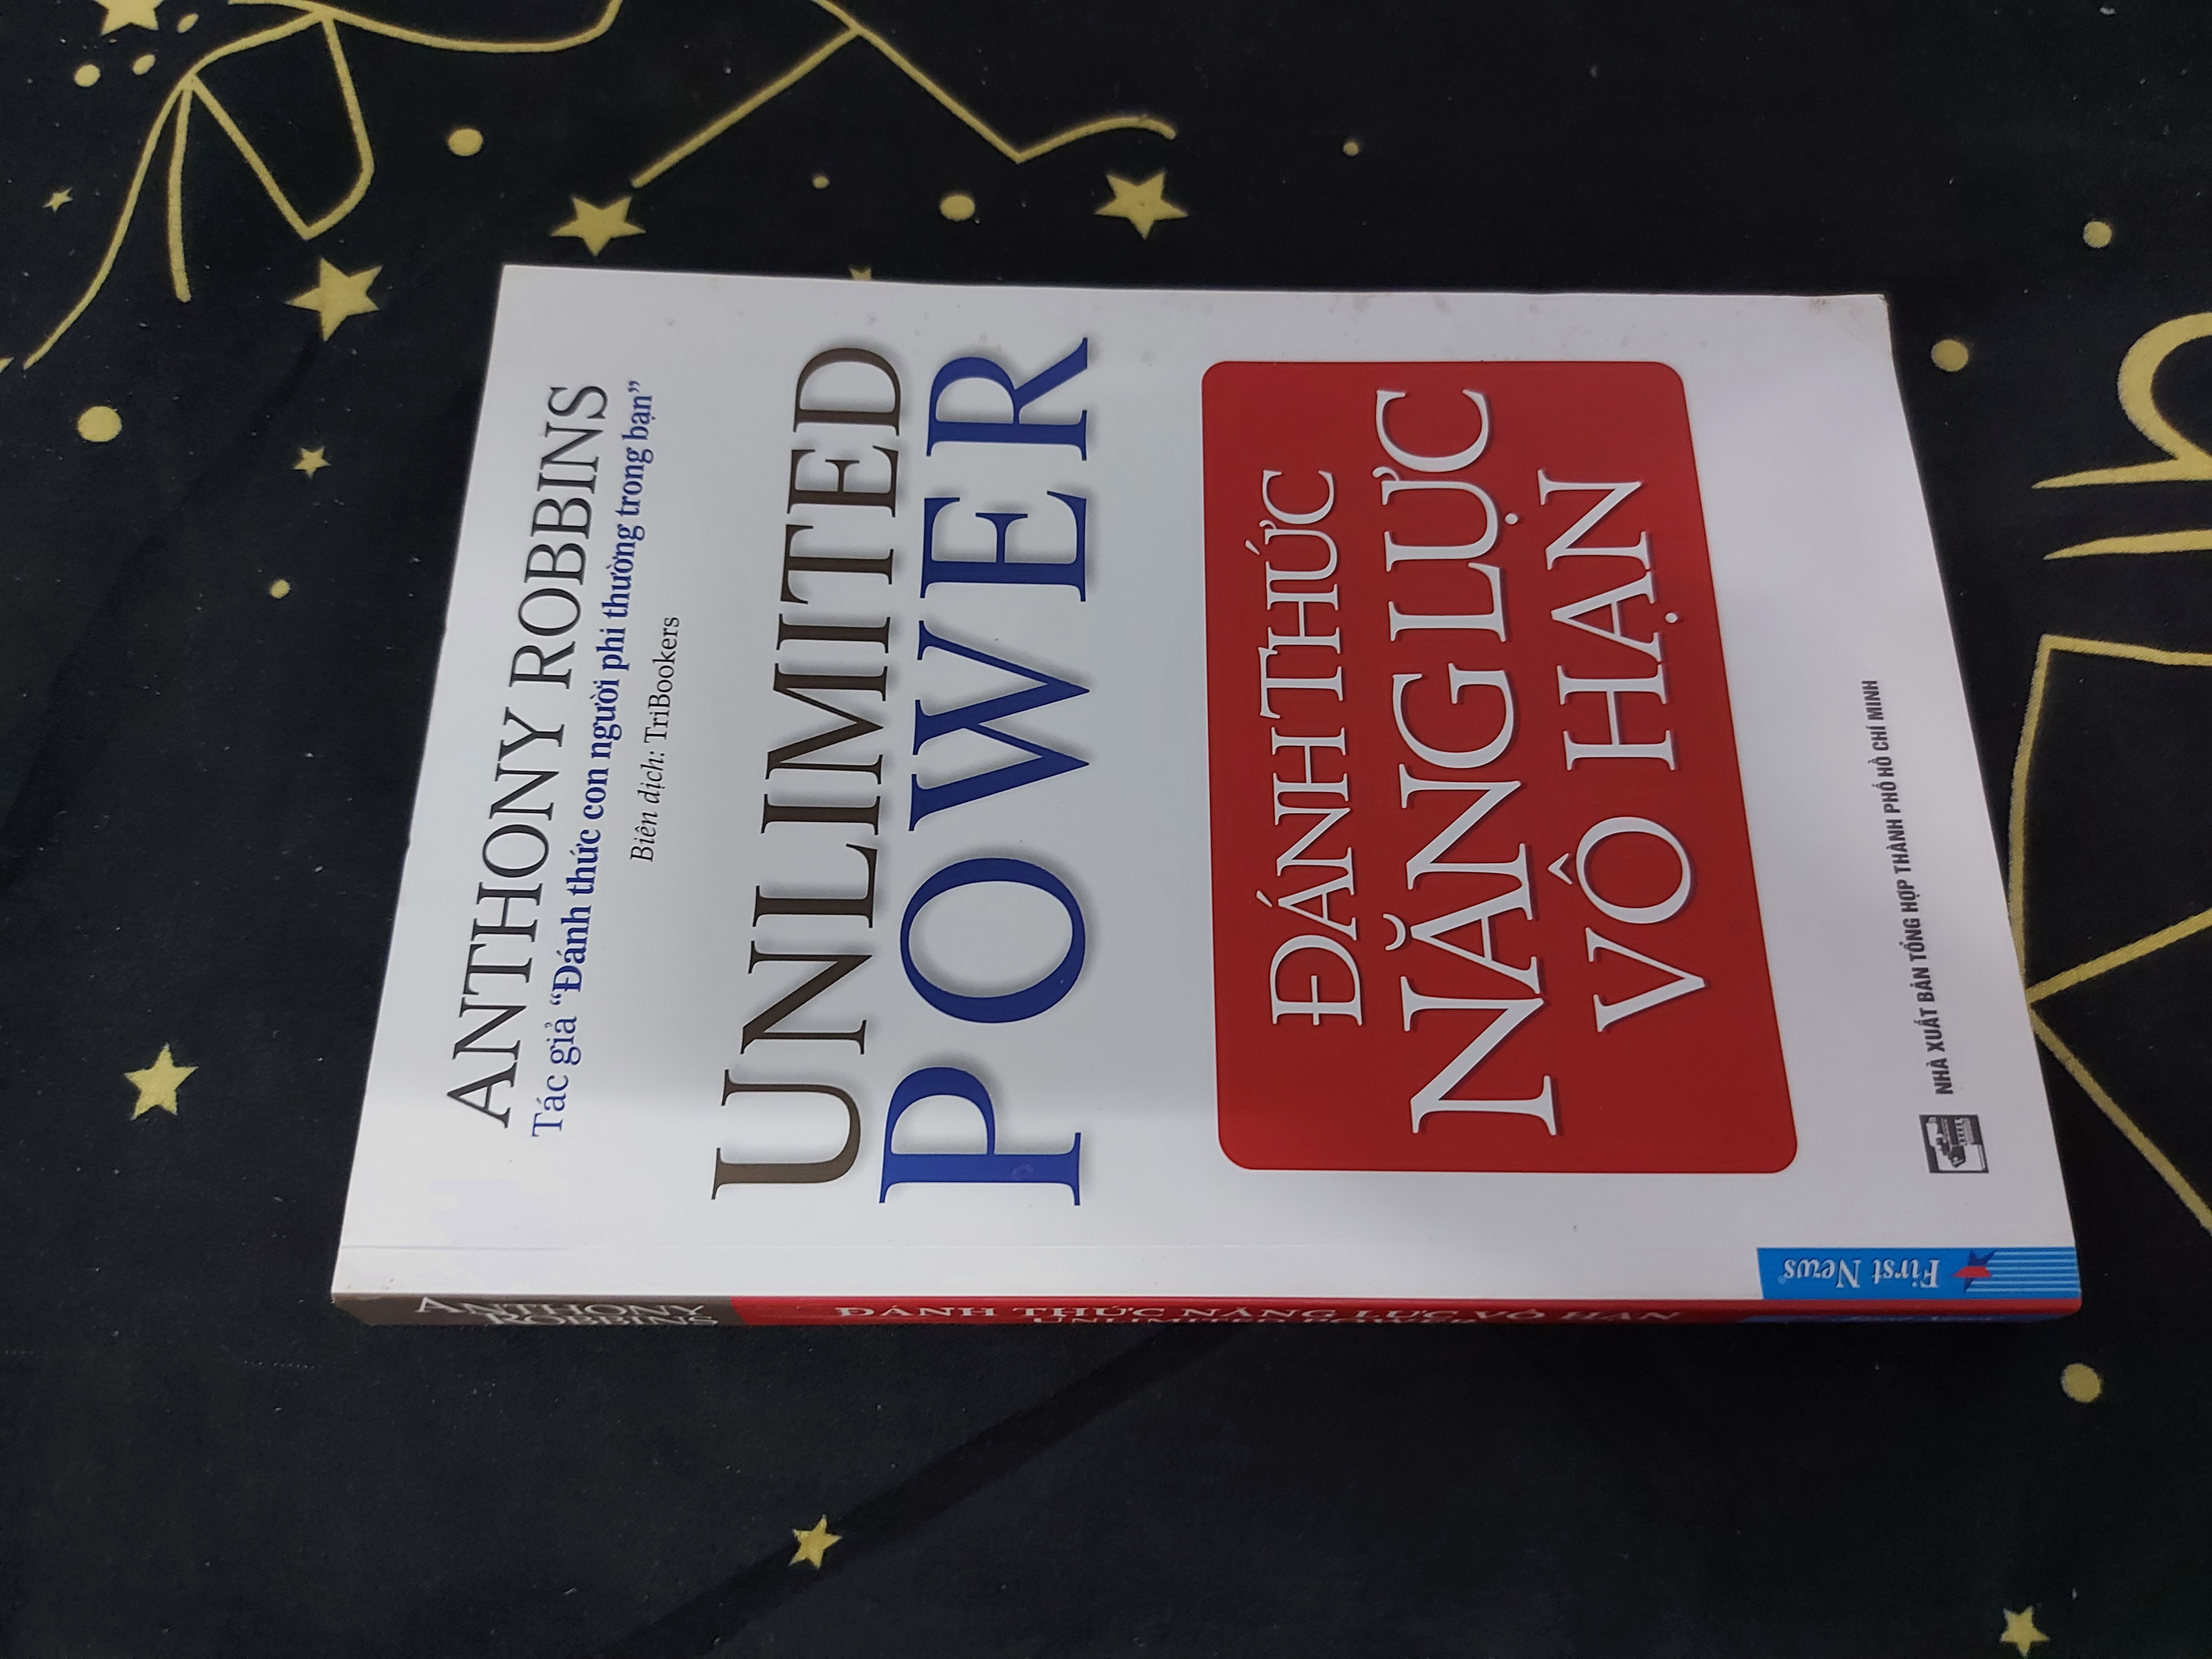 ANTHONY ROBBINS
Tác giả “Đánh thức con người phi thường trong bạn”
Biên dịch: TriBookers
UNLIMITED
POWER
ĐÁNH THỨC
NĂNG LỰC
VÔ HẠN
NHÀ XUẤT BẢN TỔNG HỢP THÀNH PHỐ HỒ CHÍ MINH
First News®
ANTHONY
ROBBINS
ĐÁNH THỨC NĂNG LỰC VÔ HẠN
UNLIMITED POWER